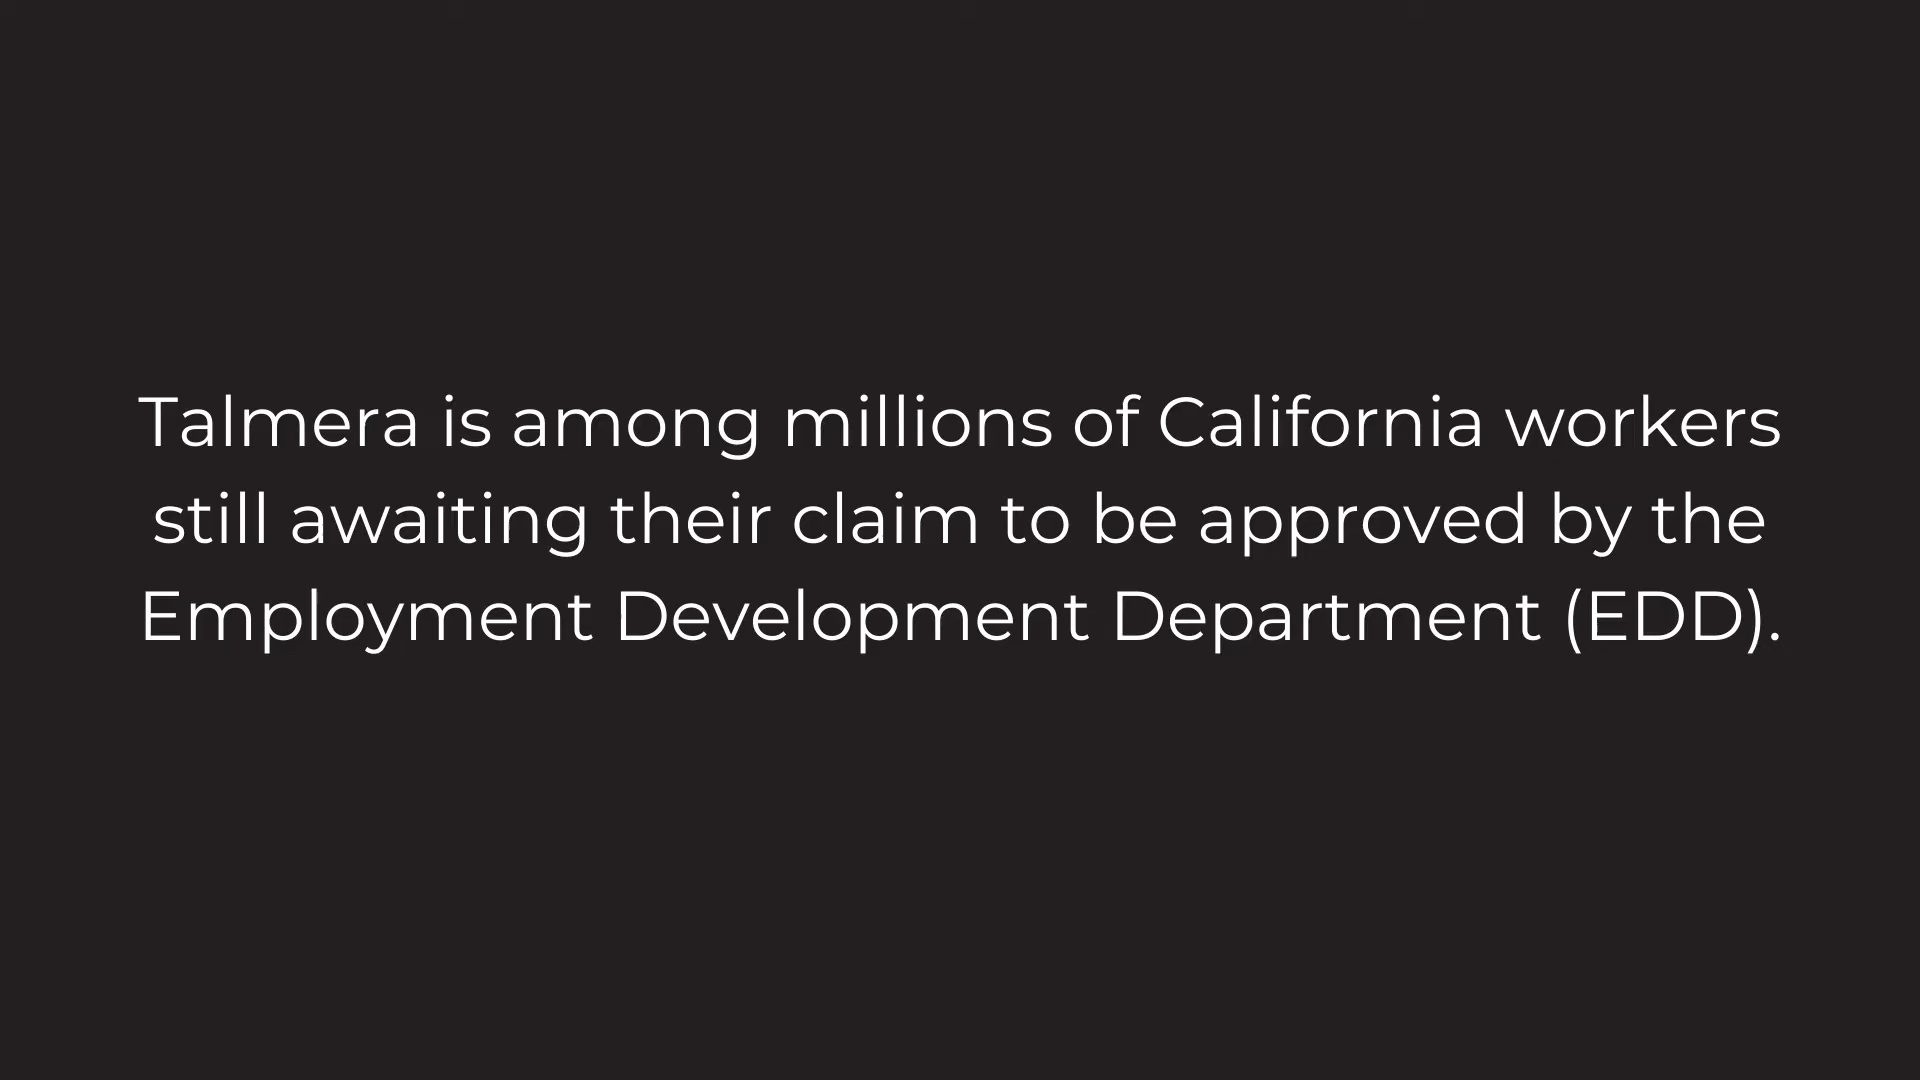 Talmera is among millions of California workers
still awaiting their claim to be approved by the
Employment Development Department (EDD).